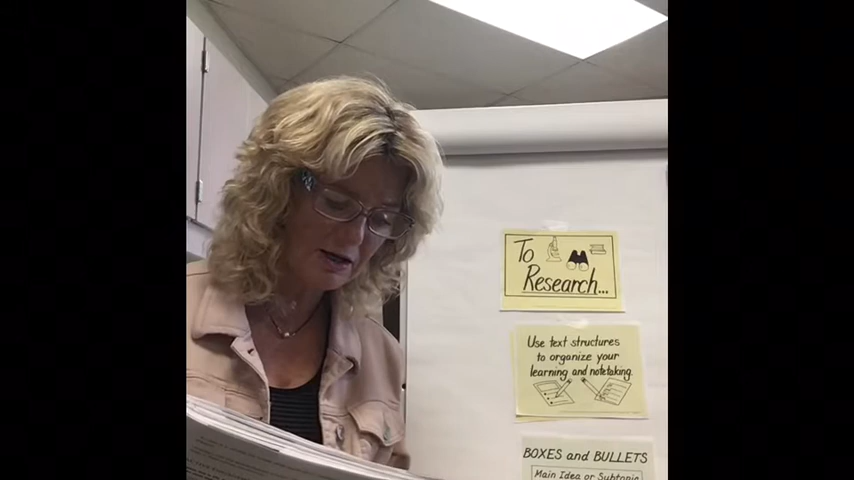 To
Research...
Use text structures
to organize your
learning and notetaking.
BOXES and BULLETS
Main Idea or Subtopic